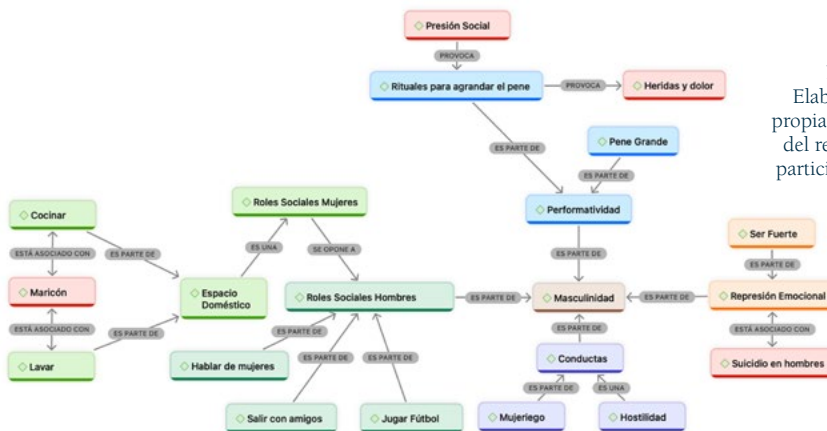 Presión Social
PROVOCA
Rituales para agrandar el pene
PROVOCA
Heridas y dolor
Elab
propia
del re
partici
ES PARTE DE
Pene Grande
ES PARTE DE
Roles Sociales Mujeres
Performatividad
Cocinar
ES UNA
SE OPONE A
Ser Fuerte
ESTÁ ASOCIADO CON
ES PARTE DE
ES PARTE DE
ES PARTE DE
Maricón
Espacio
Doméstico
Roles Sociales Hombres
ES PARTE DE
Masculinidad
ES PARTE DE
Represión Emocional
ESTÁ ASOCIADO CON
ES PARTE DE
ES PARTE DE
ES PARTE DE
ESTÁ ASOCIADO CON
Lavar
Hablar de mujeres
ES PARTE DE
ES PARTE DE
Conductas
Suicidio en hombres
ES PARTE DE
ES UNA
Salir con amigos
Jugar Fútbol
Mujeriego
Hostilidad